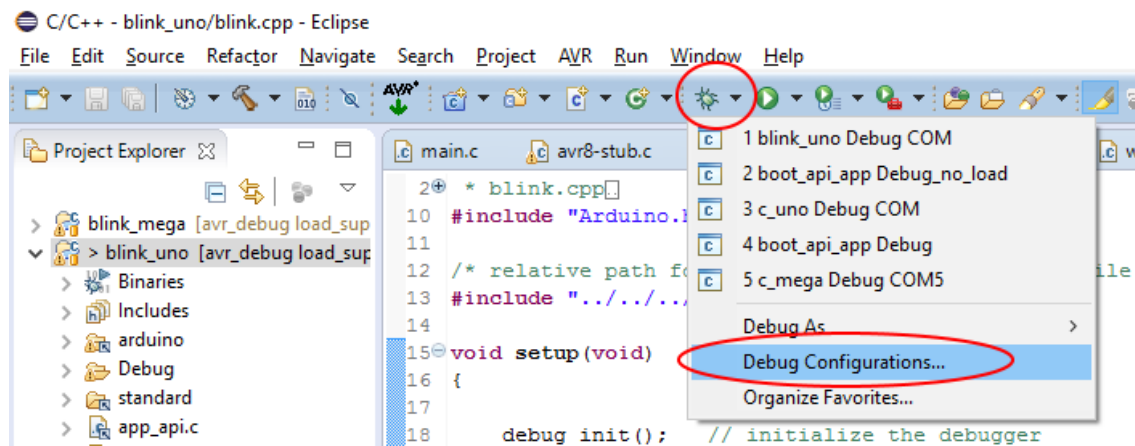 C/C++ - blink_uno/blink.cpp - Eclipse
File Edit Source Refactor Navigate Search Project AVR Run Window Help
010 AVR
Project Explorer
blink_mega [avr_debug load_sup
> blink_uno [avr_debug load_sup
Binaries
Includes
arduino
Debug
standard
app_api.c
main.c avr8-stub.c
2 * blink.cpp
10 #include "Arduino.
11
12 /* relative path fo ile
13 #include "../../../
14
15 void setup(void)
16 {
17
18 debug_init(); // initialize the debugger
1 blink_uno Debug COM
2 boot_api_app Debug_no_load
3 c_uno Debug COM
4 boot_api_app Debug
5 c_mega Debug COM5
Debug As
Debug Configurations...
Organize Favorites...